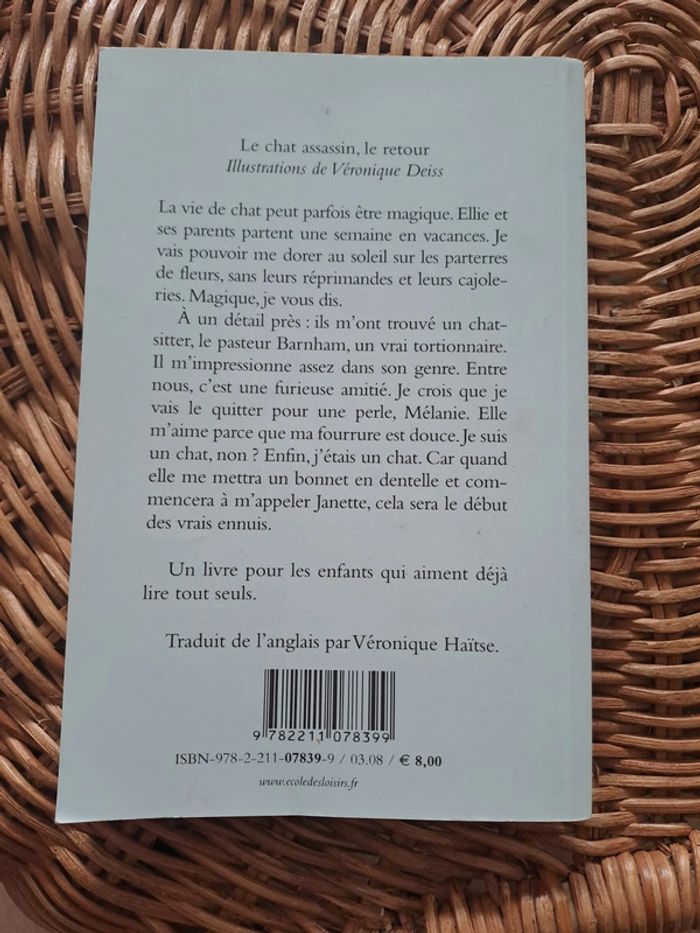 Le chat assassin, le retour
Illustrations de Véronique Deiss
La vie de chat peut parfois être magique. Ellie et
ses parents partent une semaine en vacances. Je
vais pouvoir me dorer au soleil sur les parterres
de fleurs, sans leurs réprimandes et leurs cajole-
ries. Magique, je vous dis.
À un détail près : ils m'ont trouvé un chat-
sitter, le pasteur Barnham, un vrai tortionnaire.
Il m'impressionne assez dans son genre. Entre
nous, c'est une furieuse amitié. Je crois que je
vais le quitter pour une perle, Mélanie. Elle
m'aime parce que ma fourrure est douce. Je suis
un chat, non ? Enfin, j'étais un chat. Car quand
elle me mettra un bonnet en dentelle et com-
mencera à m'appeler Janette, cela sera le début
des vrais ennuis.
Un livre pour les enfants qui aiment déjà
lire tout seuls.
Traduit de l'anglais par Véronique Haïtse.
9 782211 078399
ISBN-978-2-211-07839-9 / 03.08 / € 8,00
www.ecoledesloisirs.fr